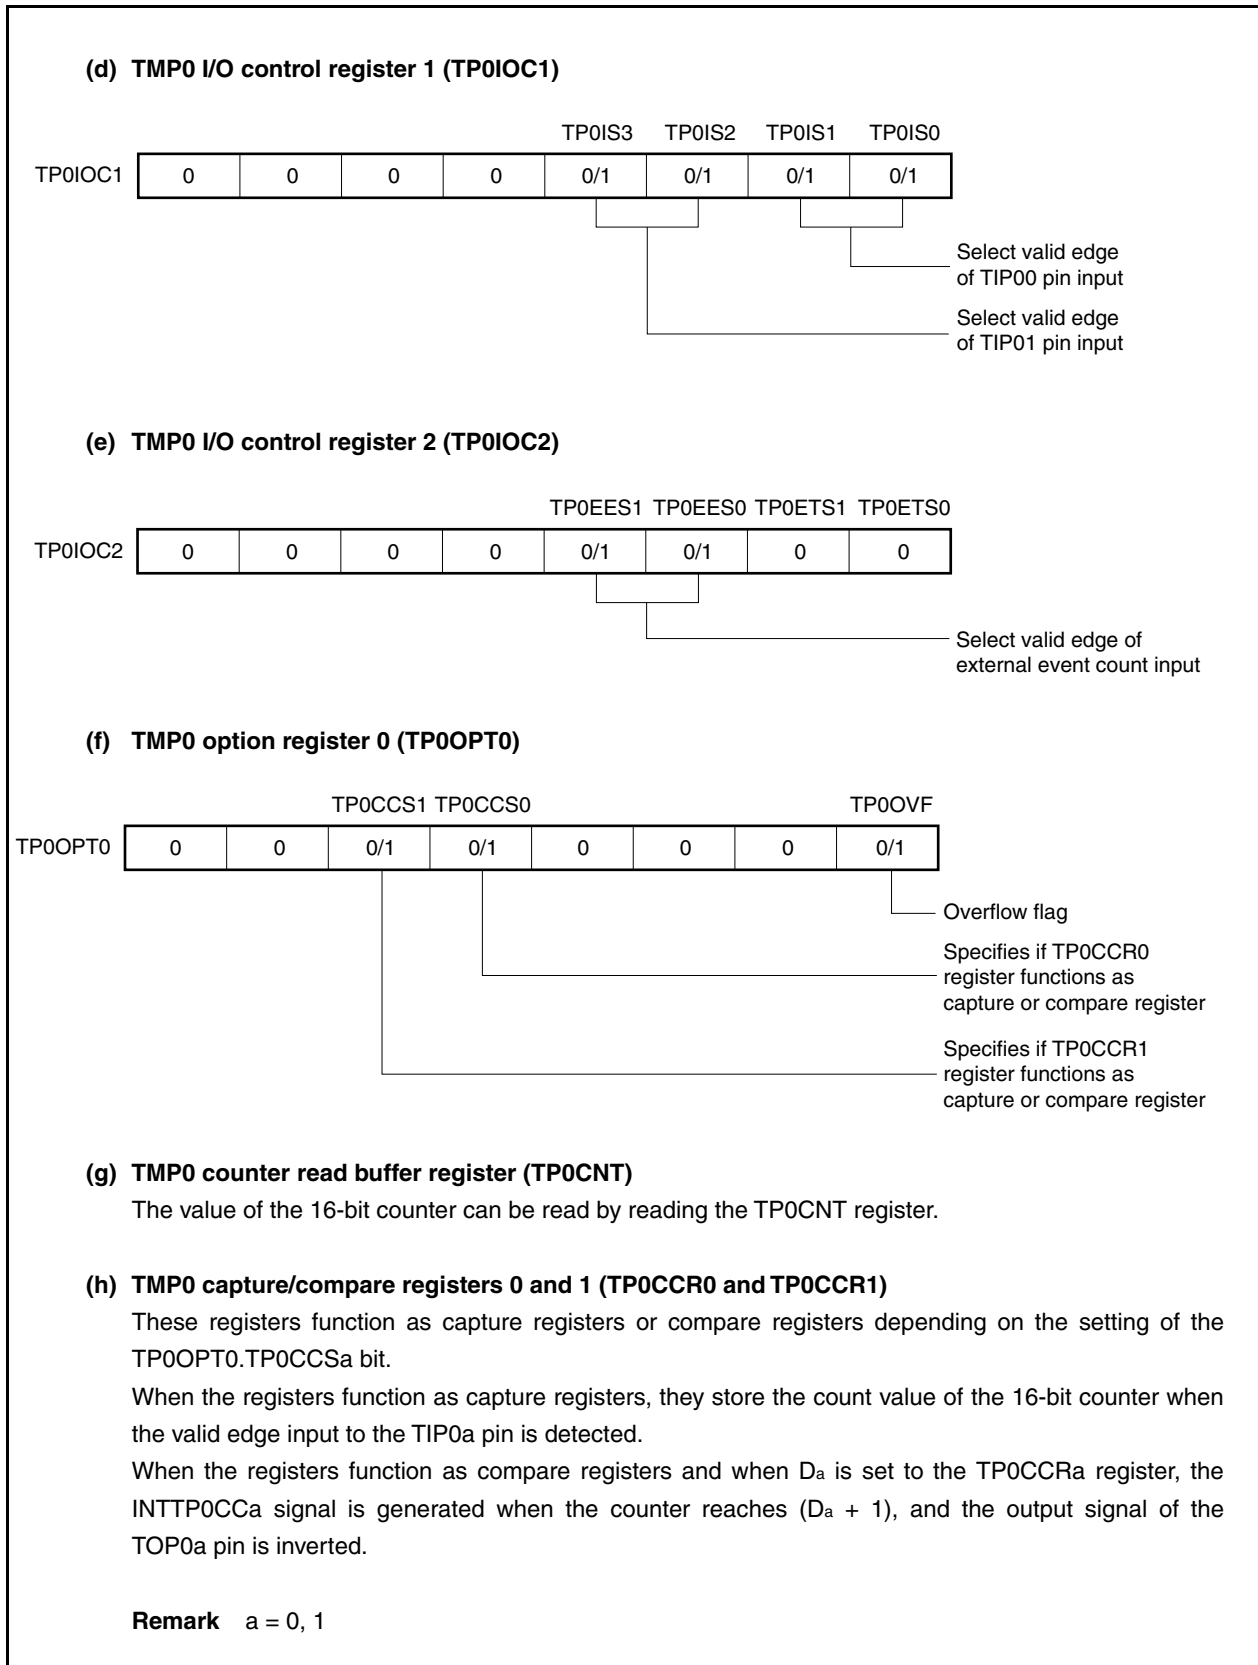 (d) TMP0 I/O control register 1 (TP0IOC1)
TP0IS3 TP0IS2 TP0IS1 TP0IS0
TP0IOC1 0 0 0 0 0/1 0/1 0/1 0/1
Select valid edge
of TIP00 pin input
Select valid edge
of TIP01 pin input
(e) TMP0 I/O control register 2 (TP0IOC2)
TP0EES1 TP0EES0 TP0ETS1 TP0ETS0
TP0IOC2 0 0 0 0 0/1 0/1 0 0
Select valid edge of
external event count input
(f) TMP0 option register 0 (TP0OPT0)
TP0CCS1 TP0CCS0 TP0OVF
TP0OPT0 0 0 0/1 0/1 0 0 0 0/1
Overflow flag
Specifies if TP0CCR0
register functions as
capture or compare register
Specifies if TP0CCR1
register functions as
capture or compare register
(g) TMP0 counter read buffer register (TP0CNT)
The value of the 16-bit counter can be read by reading the TP0CNT register.
(h) TMP0 capture/compare registers 0 and 1 (TP0CCR0 and TP0CCR1)
These registers function as capture registers or compare registers depending on the setting of the
TP0OPT0.TP0CCSa bit.
When the registers function as capture registers, they store the count value of the 16-bit counter when
the valid edge input to the TIP0a pin is detected.
When the registers function as compare registers and when Da is set to the TP0CCRa register, the
INTTP0CCa signal is generated when the counter reaches (Da + 1), and the output signal of the
TOP0a pin is inverted.
Remark a = 0, 1